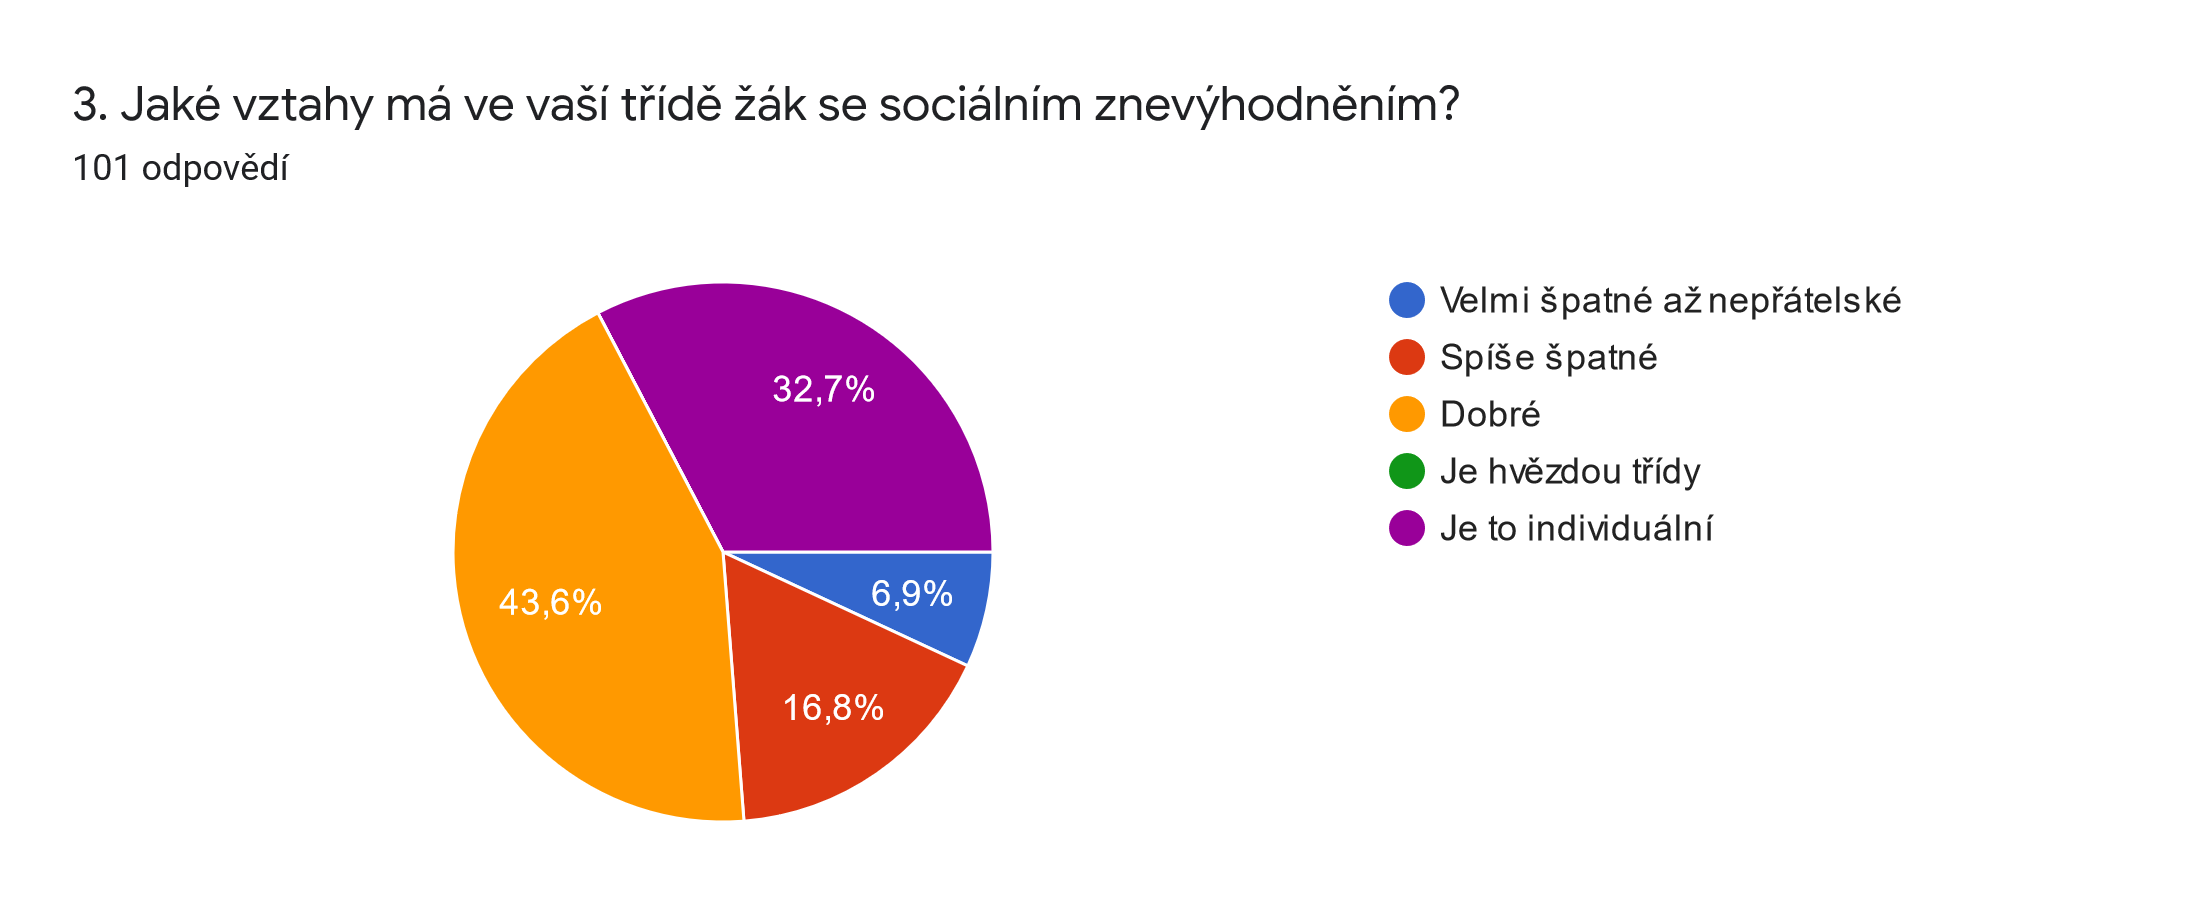 3. Jaké vztahy má ve vaší třídě žák se sociálním znevýhodněním?
101 odpovědí
32,7%
43,6%
6,9%
16,8%
Velmi špatné až nepřátelské
Spíše špatné
Dobré
Je hvězdou třídy
Je to individuální